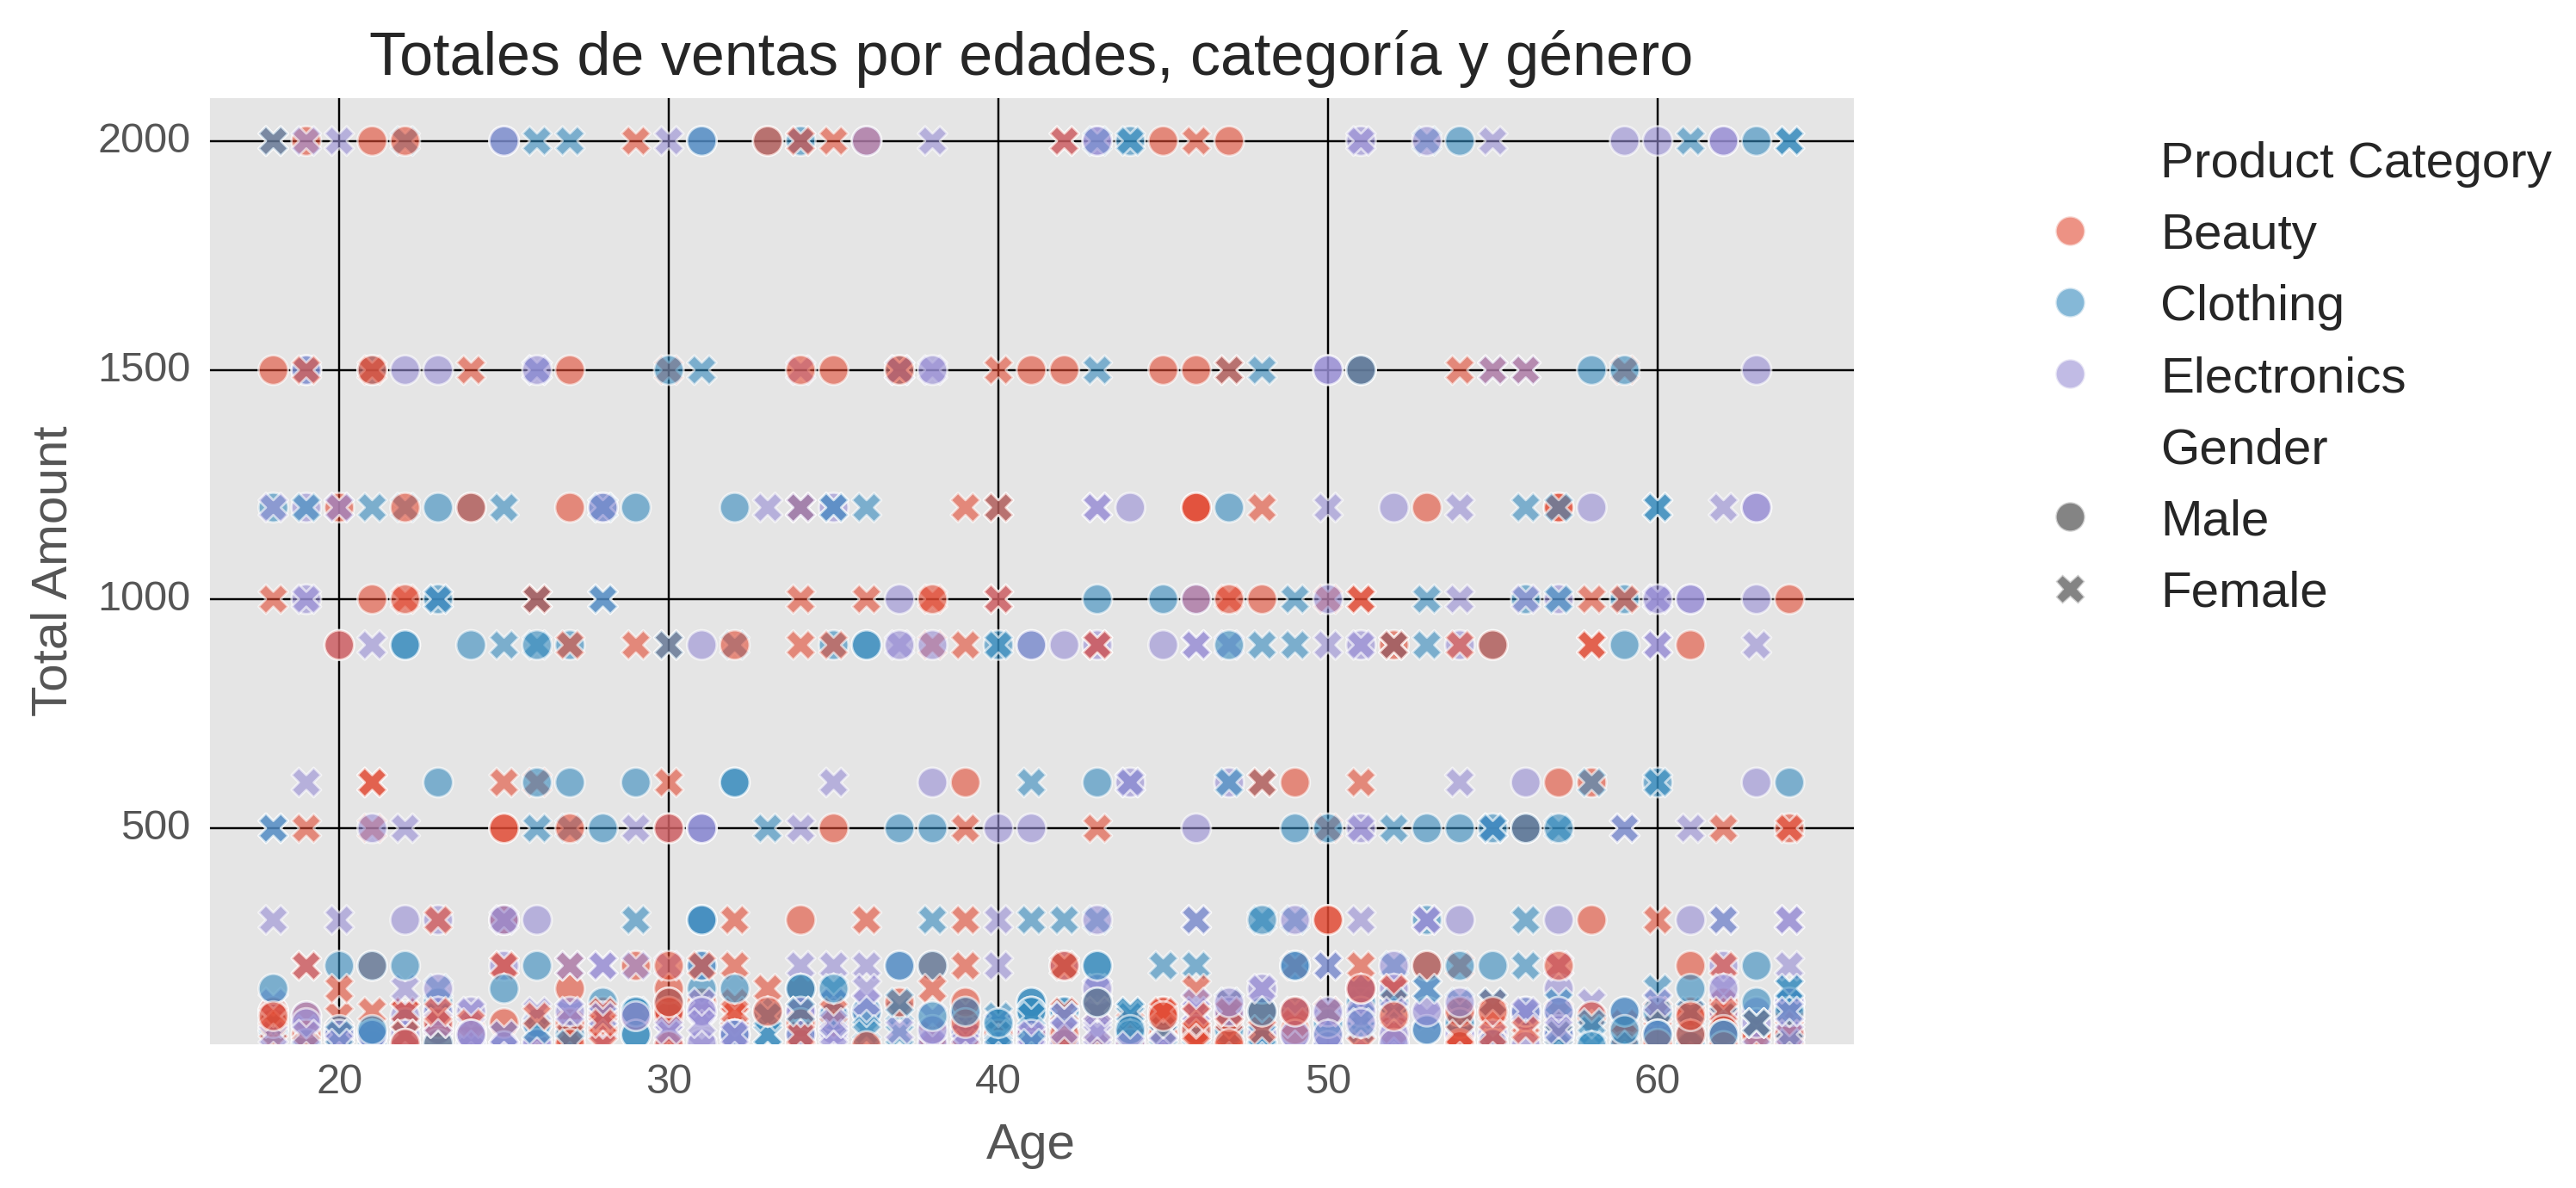 Totales de ventas por edades, categoría y género
Total Amount
2000
1500
1000
500
20
30
40
50
60
Age
Product Category
Beauty
Clothing
Electronics
Gender
Male
Female